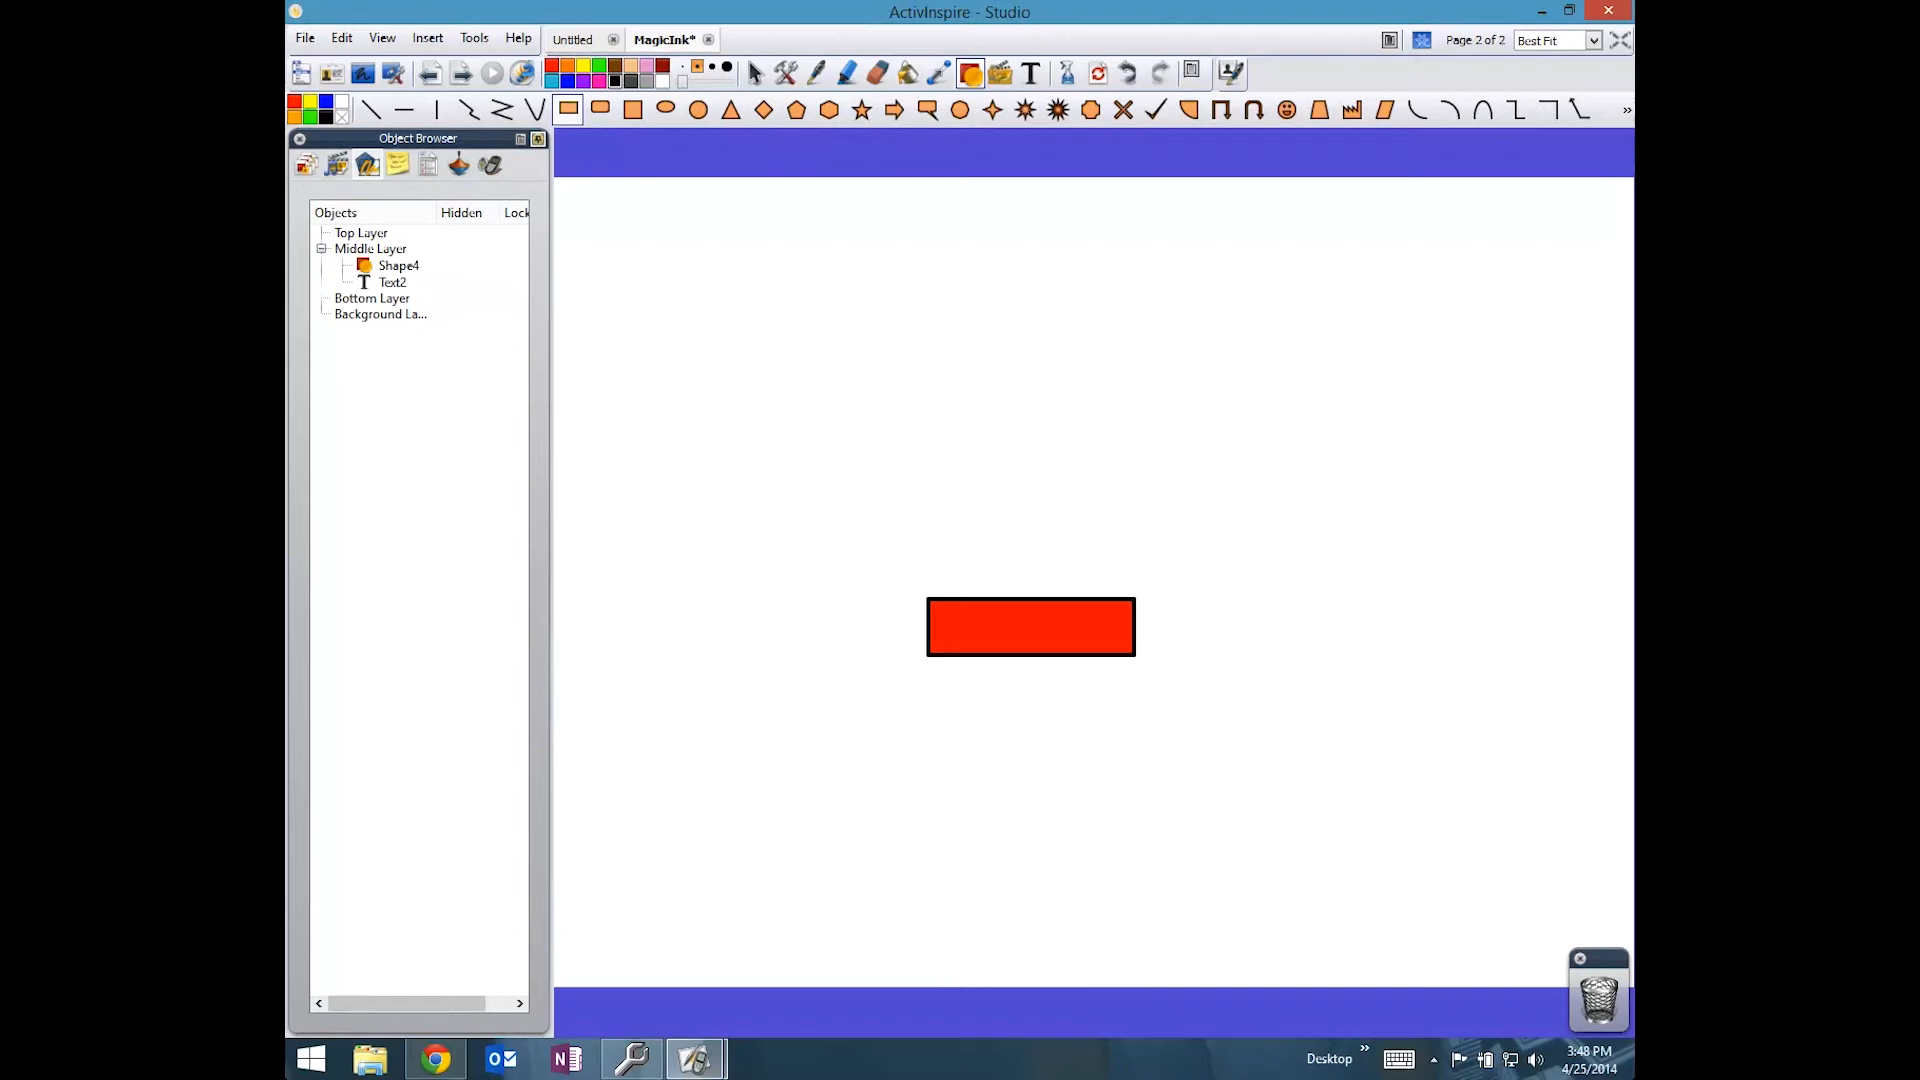 ActivInspire - Studio
File Edit View Insert Tools Help
Untitled
MagicInk*
Page 2 of 2
Best Fit
Object Browser
Objects Hidden Lock
Top Layer
Middle Layer
Shape4
T Text2
Bottom Layer
Background La...
Desktop
3:48 PM
4/25/2014